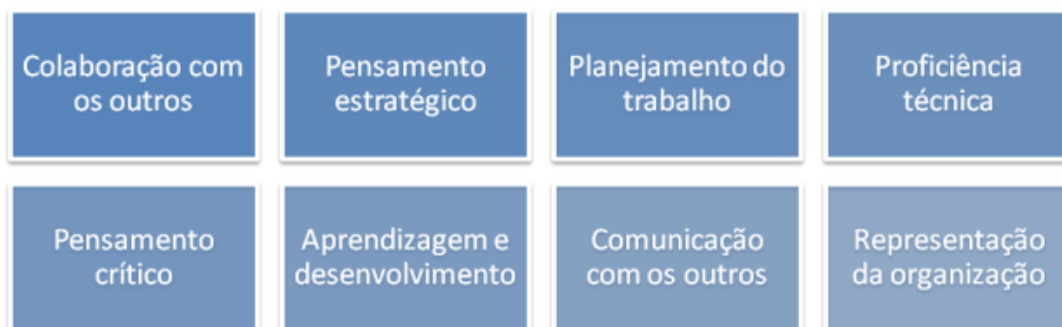 Colaboração com
os outros
Pensamento
estratégico
Planejamento do
trabalho
Proficiência
técnica
Pensamento
crítico
Aprendizagem e
desenvolvimento
Comunicação
com os outros
Representação
da organização